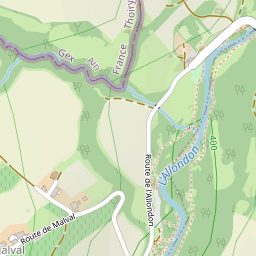 Gex
Ain
France
Thoiry
400
L'Allondon
Route de l'Allondon
Route de Malval
Malval